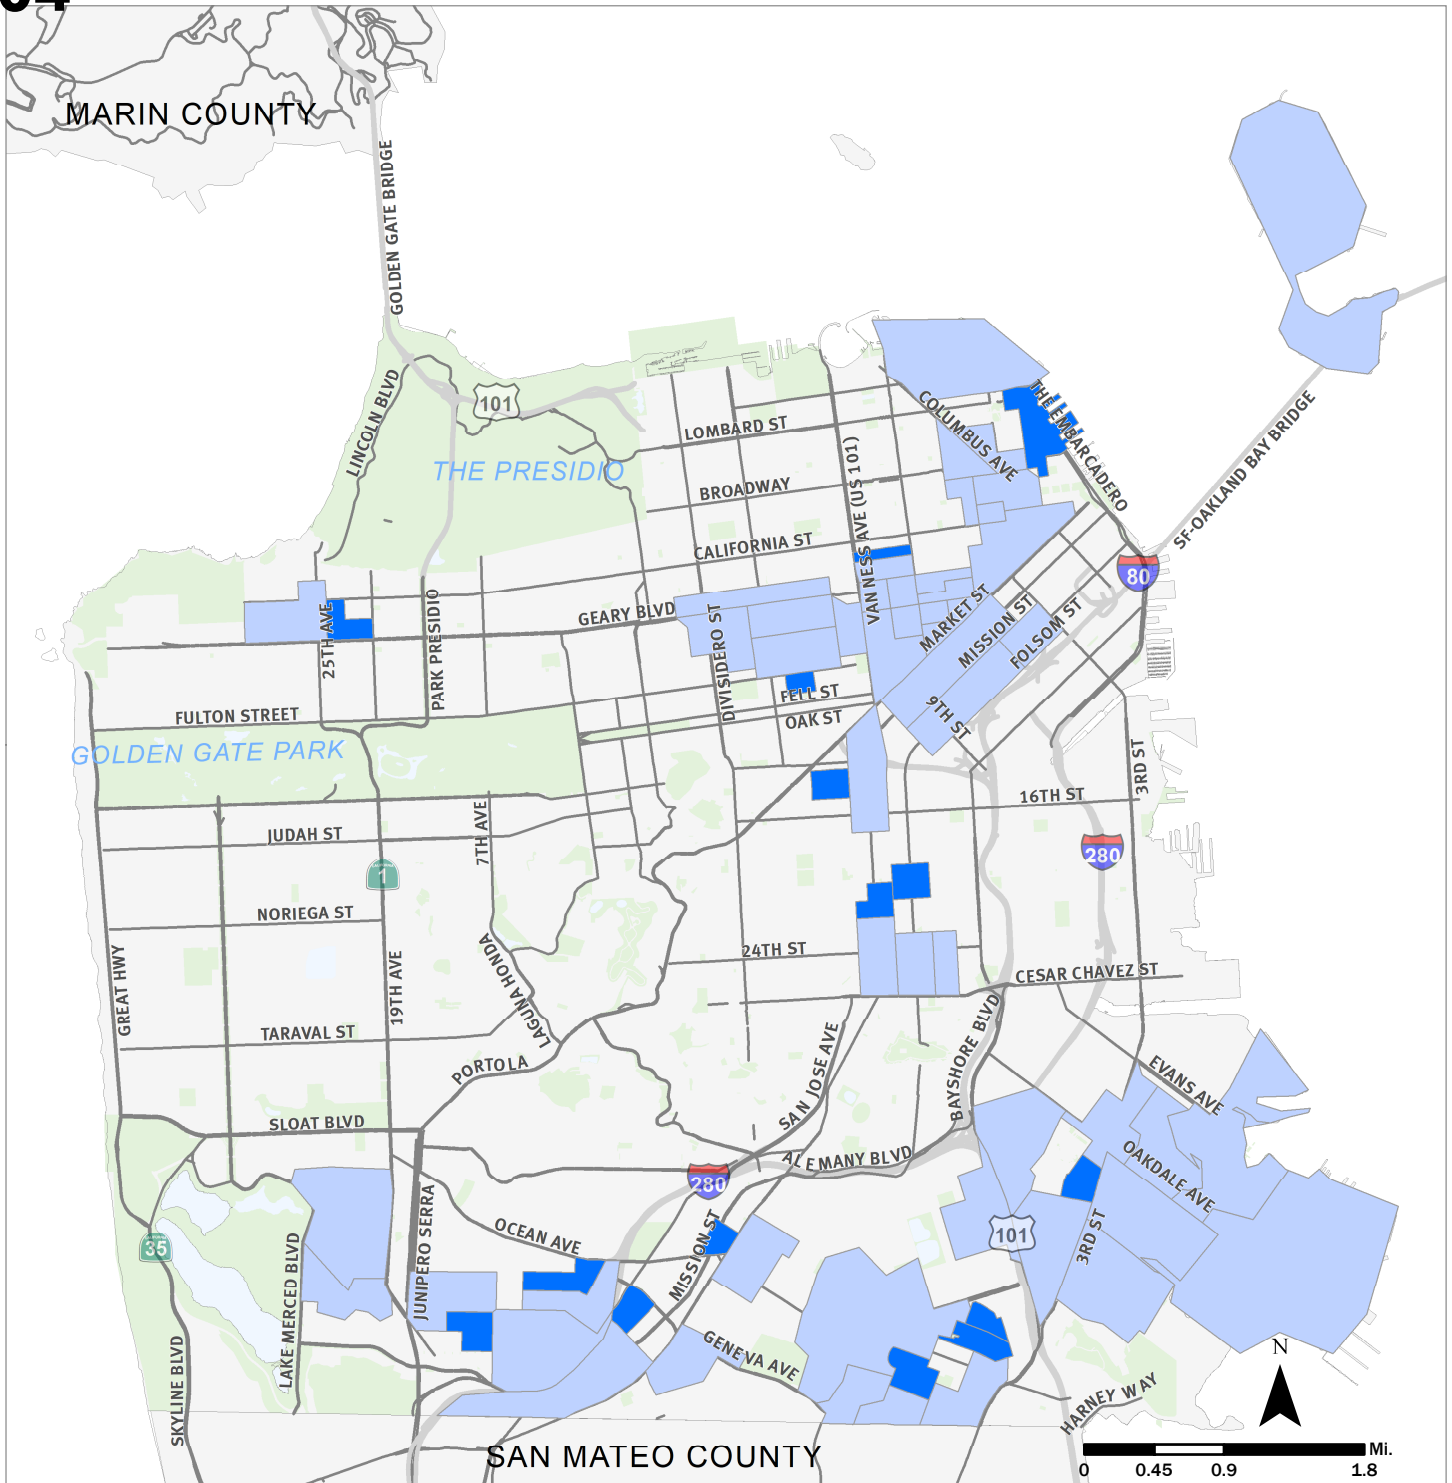 04
MARIN COUNTY
GOLDEN GATE BRIDGE
LINCOLN BLVD
101
THE PRESIDIO
LOMBARD ST
COLUMBUS AVE
THE EMBARCADERO
SF-OAKLAND BAY BRIDGE
BROADWAY
VAN NESS AVE (US 101)
CALIFORNIA ST
80
GEARY BLVD
25TH AVE
PARK PRESIDIO
DIVISIDERO ST
MARKET ST
MISSION ST
FOLSOM ST
FELL ST
OAK ST
9TH ST
FULTON STREET
GOLDEN GATE PARK
3RD ST
16TH ST
JUDAH ST
7TH AVE
280
1
NORIEGA ST
24TH ST
GREAT HWY
19TH AVE
LAGUNA HONDA
CESAR CHAVEZ ST
TARAVAL ST
PORTOLA
SAN JOSE AVE
BAYSHORE BLVD
EVANS AVE
SLOAT BLVD
ALEMANY BLVD
OAKDALE AVE
280
35
OCEAN AVE
JUNIPERO SERRA
MISSION ST
101
3RD ST
LAKE MERCED BLVD
SKYLINE BLVD
GENEVA AVE
HARNEY WAY
N
SAN MATEO COUNTY
Mi.
0 0.45 0.9 1.8